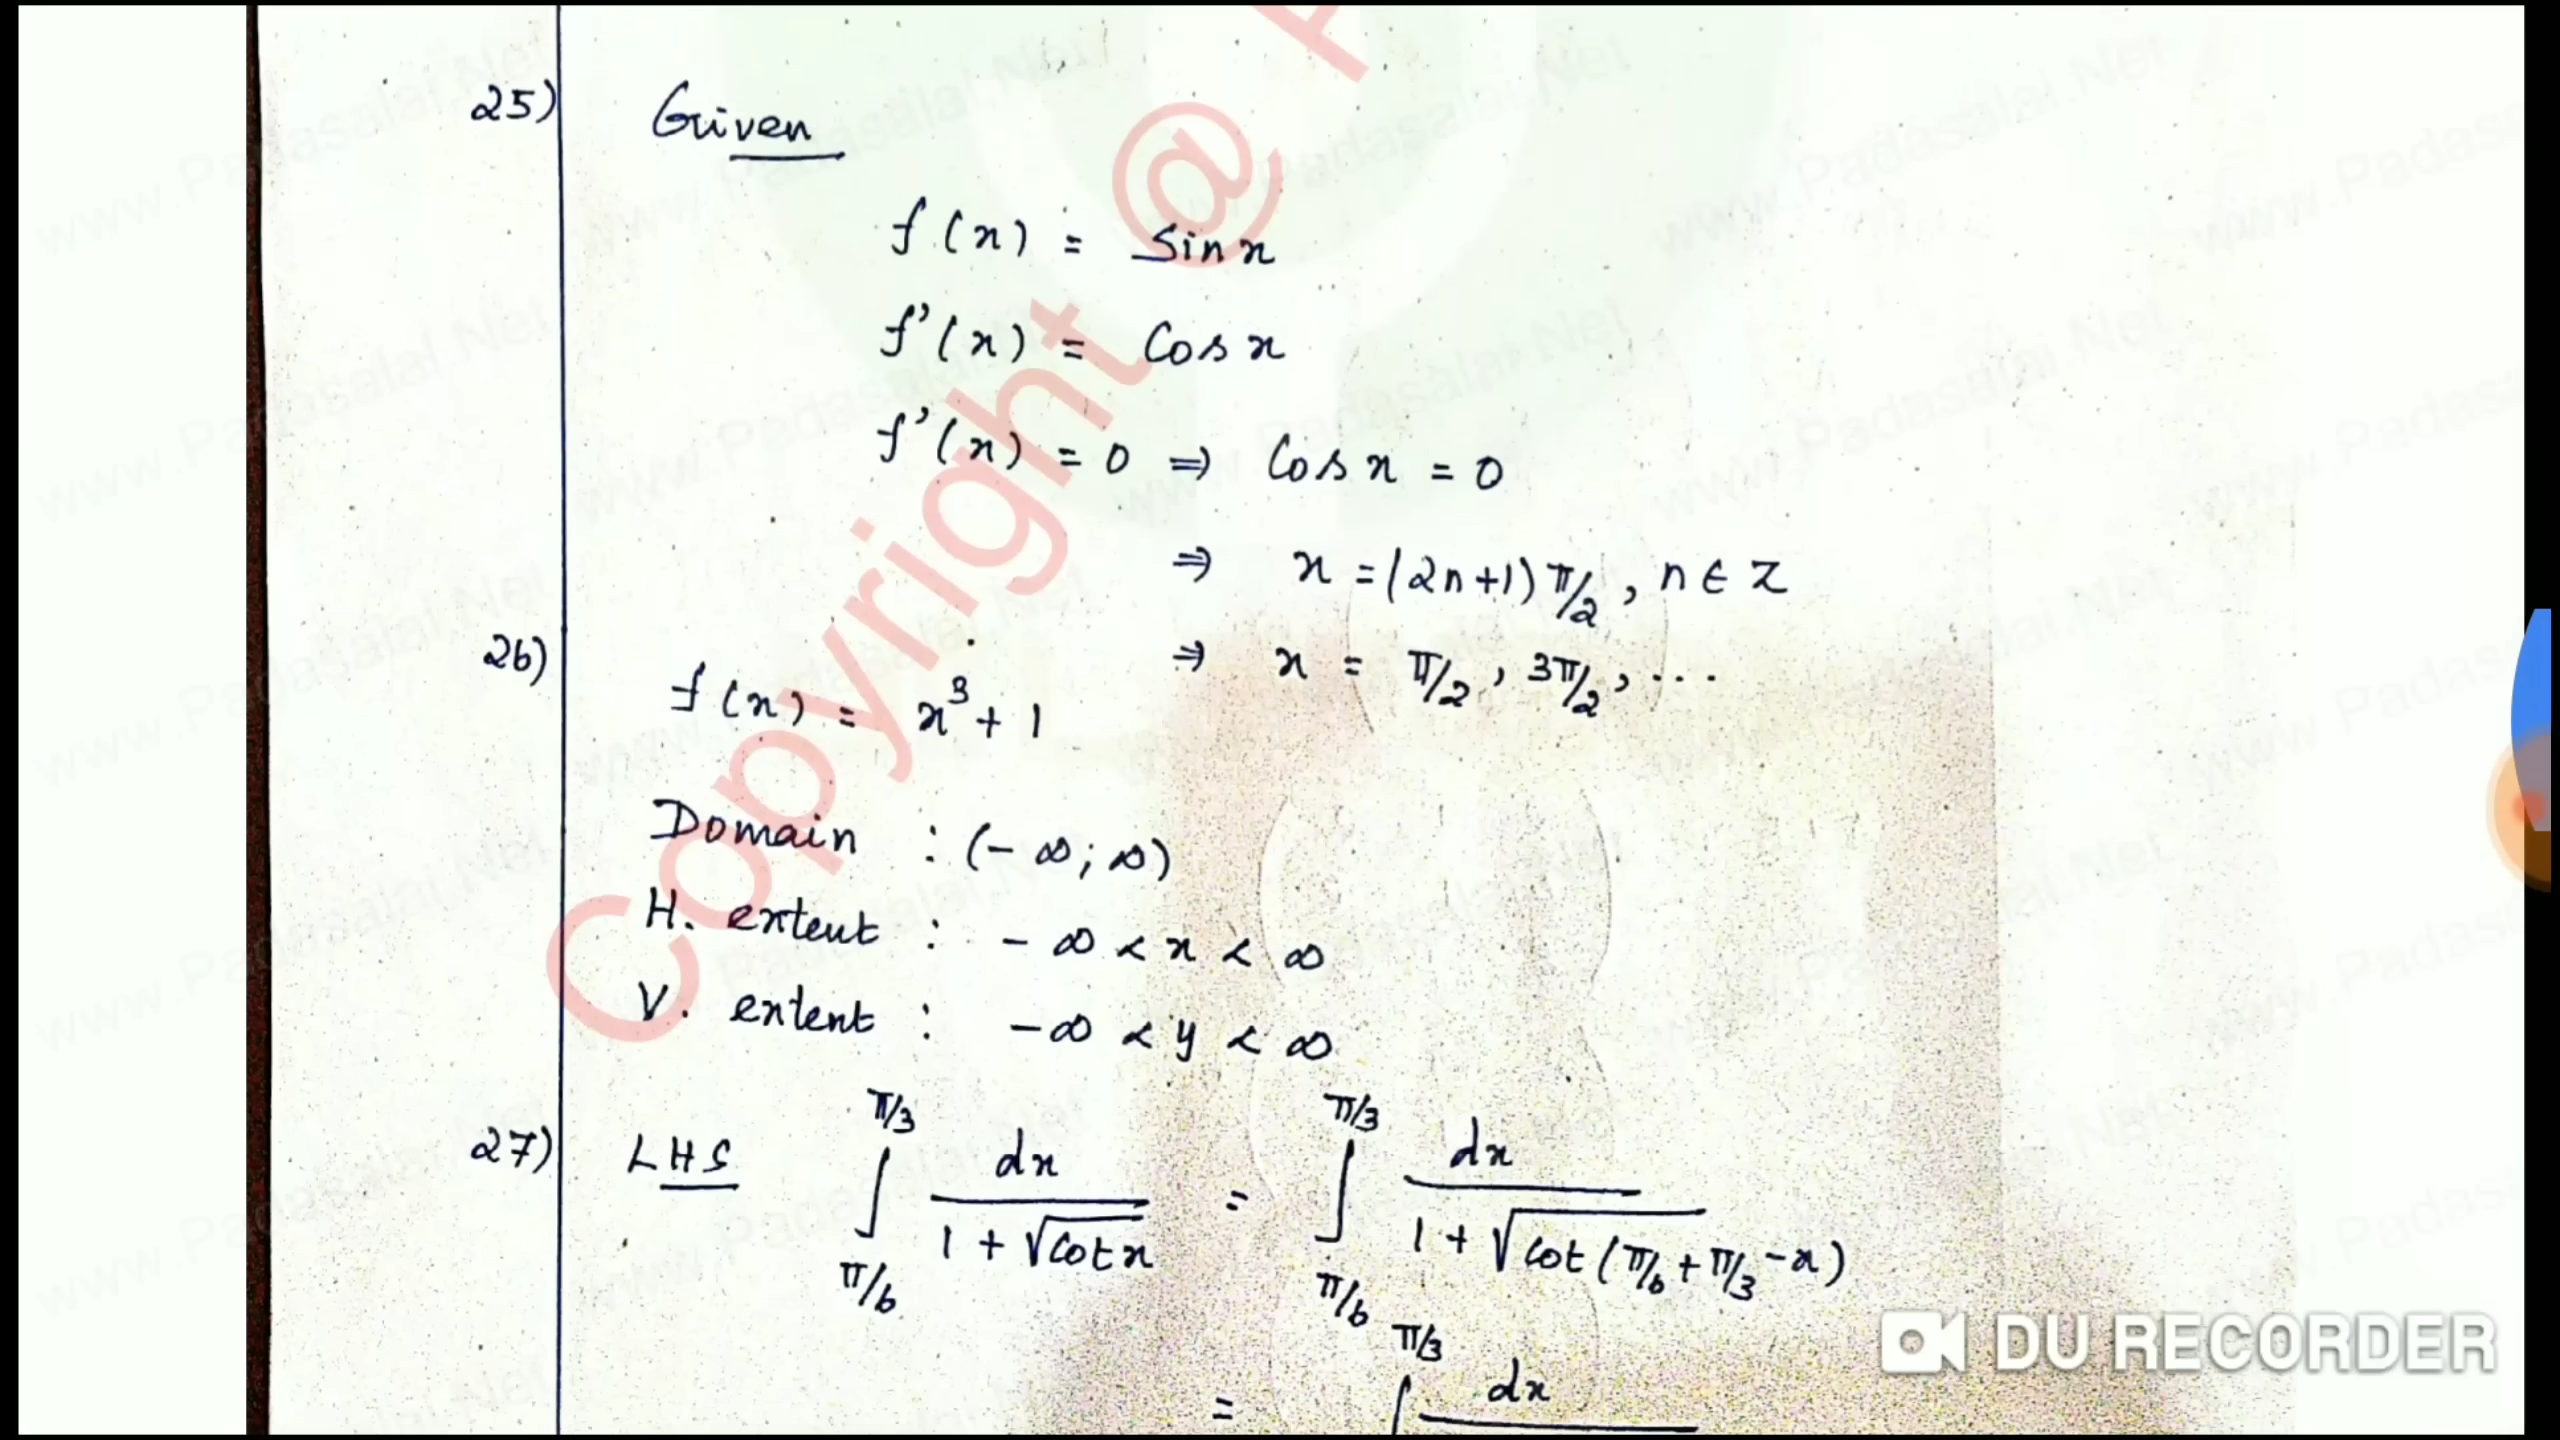 25) Given
f(x) = sin x
f'(x) = Cos x
f'(x) = 0 ⇒ Cos x = 0
⇒ x = (2n+1) π/2, n ∈ Z
⇒ x = π/2, 3π/2, ...
26) f(x) = x³ + 1
Domain : (-∞; ∞)
H. extent : -∞ < x < ∞
V. extent : -∞ < y < ∞
27) LHS ∫_{π/6}^{π/3} dx / (1 + √cot x) = ∫_{π/6}^{π/3} dx / (1 + √cot (π/6 + π/3 - x))
= ∫^{π/3} dx
Copyright @
www.Padasalai.Net
DU RECORDER